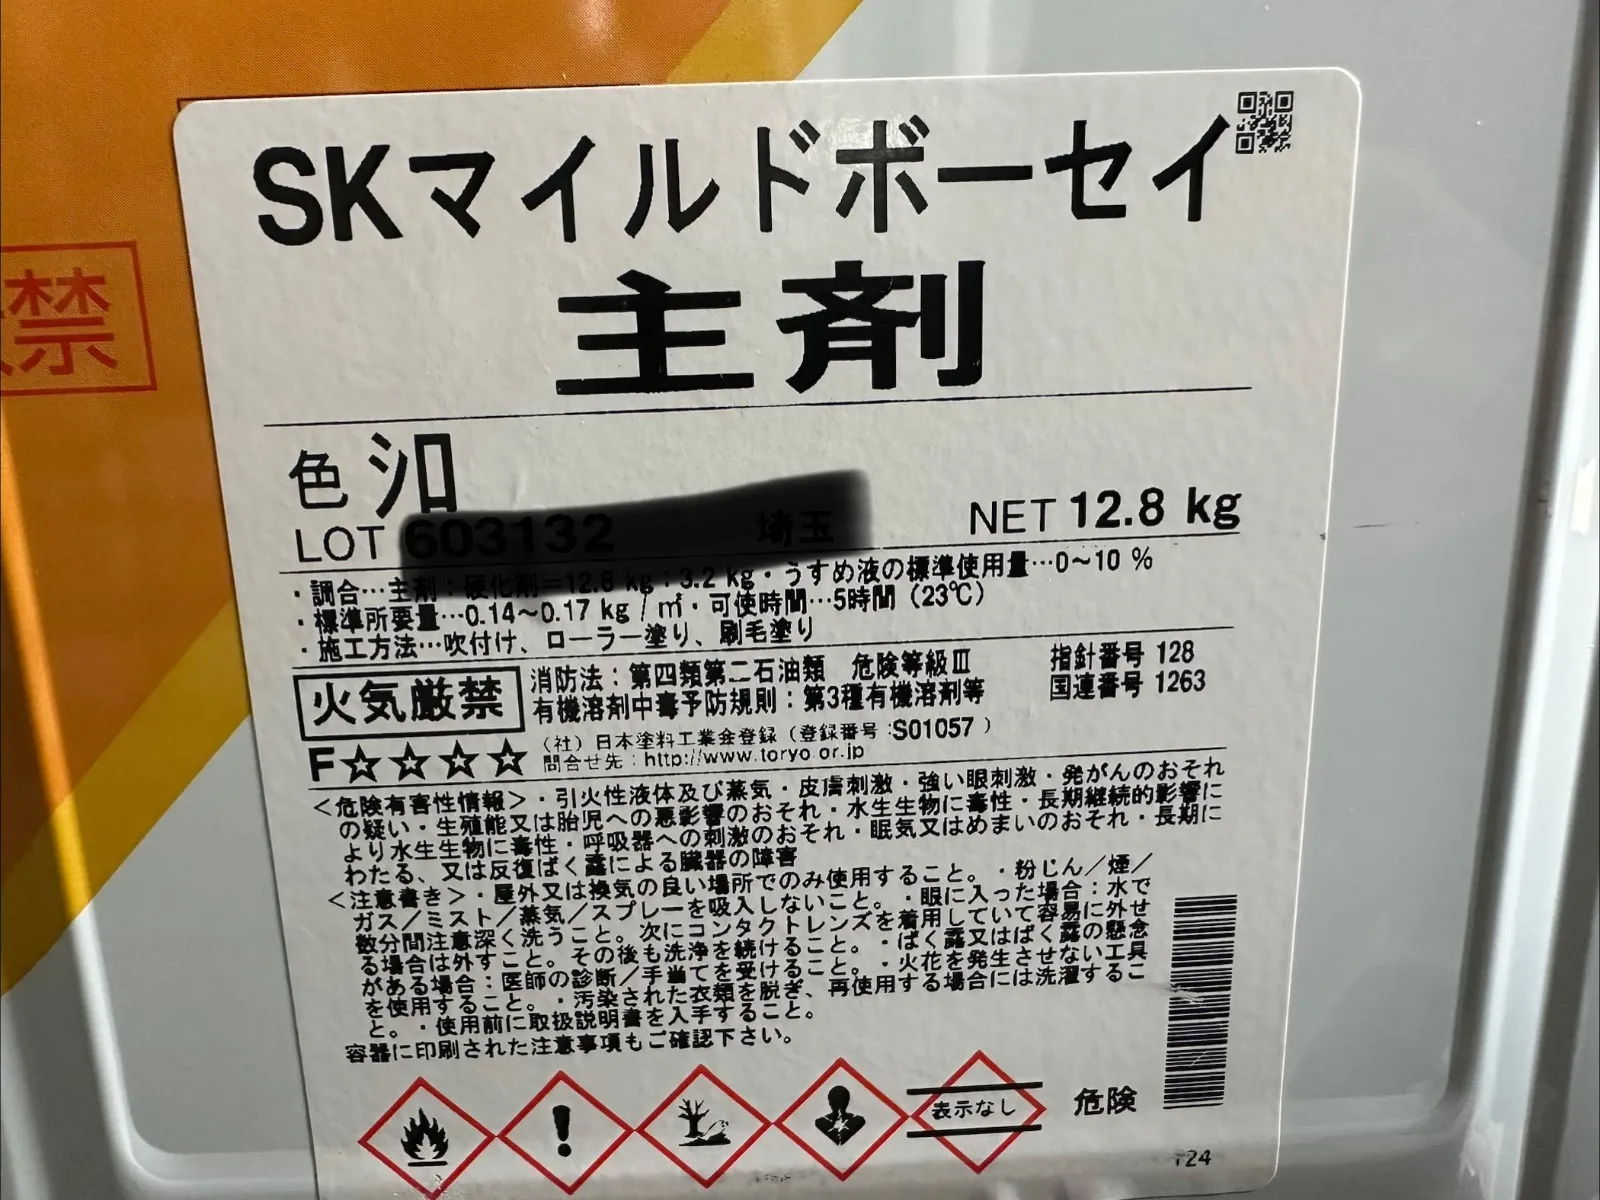 SKマイルドボーセイ
主剤
禁
色 シロ
LOT 603132 埼玉 NET 12.8 kg
・調合…主剤：硬化剤＝12.8 kg：3.2 kg・うすめ液の標準使用量…0～10 %
・標準所要量…0.14～0.17 kg／㎡・可使時間…5時間（23℃）
・施工方法…吹付け、ローラー塗り、刷毛塗り
火気厳禁
消防法：第四類第二石油類 危険等級Ⅲ 指針番号 128
有機溶剤中毒予防規則：第3種有機溶剤等 国連番号 1263
F☆☆☆☆
（社）日本塗料工業会登録（登録番号：S01057 ）
問合せ先：http://www.toryo.or.jp
＜危険有害性情報＞・引火性液体及び蒸気・皮膚刺激・強い眼刺激・発がんのおそれ
の疑い・生殖能又は胎児への悪影響のおそれ・水生生物に毒性・長期継続的影響に
より水生生物に毒性・呼吸器への刺激のおそれ・眠気又はめまいのおそれ・長期に
わたる、又は反復ばく露による臓器の障害
＜注意書き＞・屋外又は換気の良い場所でのみ使用すること。・粉じん／煙／
ガス／ミスト／蒸気／スプレーを吸入しないこと。・眼に入った場合：水で
数分間注意深く洗うこと。次にコンタクトレンズを着用していて容易に外せ
る場合は外すこと。その後も洗浄を続けること。・ばく露又はばく露の懸念
がある場合：医師の診断／手当てを受けること。・火花を発生させない工具
を使用すること。・汚染された衣類を脱ぎ、再使用する場合には洗濯するこ
と。・使用前に取扱説明書を入手すること。
容器に印刷された注意事項もご確認下さい。
表示なし
危険
T24